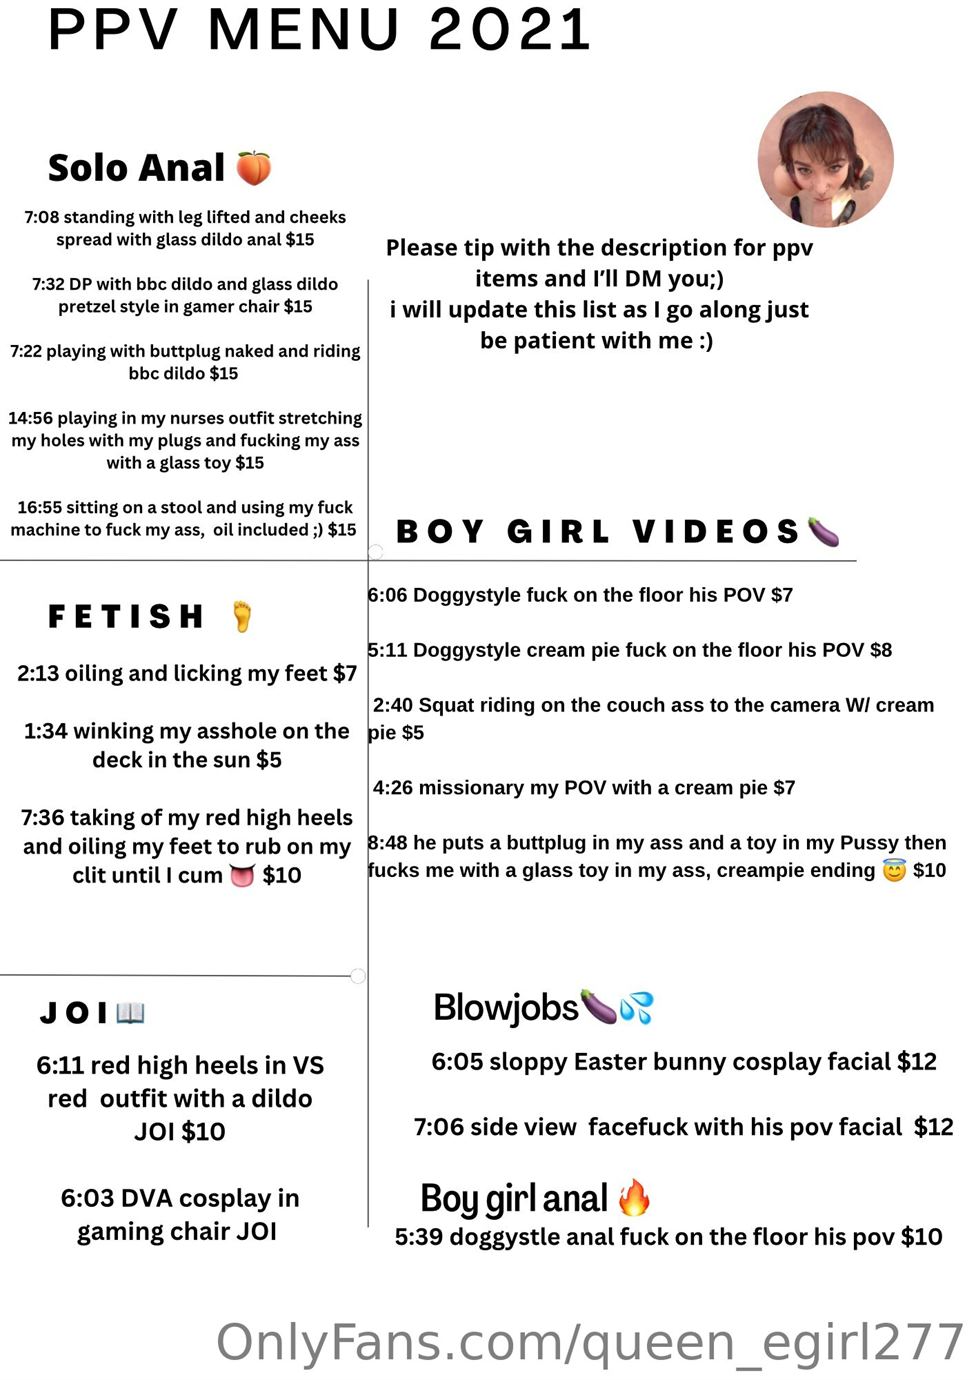 PPV MENU 2021
Solo Anal 🍑
7:08 standing with leg lifted and cheeks
spread with glass dildo anal $15
7:32 DP with bbc dildo and glass dildo
pretzel style in gamer chair $15
7:22 playing with buttplug naked and riding
bbc dildo $15
14:56 playing in my nurses outfit stretching
my holes with my plugs and fucking my ass
with a glass toy $15
16:55 sitting on a stool and using my fuck
machine to fuck my ass, oil included ;) $15
Please tip with the description for ppv
items and I'll DM you;)
i will update this list as I go along just
be patient with me :)
BOY GIRL VIDEOS🍆
6:06 Doggystyle fuck on the floor his POV $7
5:11 Doggystyle cream pie fuck on the floor his POV $8
2:40 Squat riding on the couch ass to the camera W/ cream
pie $5
4:26 missionary my POV with a cream pie $7
8:48 he puts a buttplug in my ass and a toy in my Pussy then
fucks me with a glass toy in my ass, creampie ending 😇 $10
FETISH 🦶
2:13 oiling and licking my feet $7
1:34 winking my asshole on the
deck in the sun $5
7:36 taking of my red high heels
and oiling my feet to rub on my
clit until I cum 👅 $10
JOI📖
6:11 red high heels in VS
red outfit with a dildo
JOI $10
6:03 DVA cosplay in
gaming chair JOI
Blowjobs🍆💦
6:05 sloppy Easter bunny cosplay facial $12
7:06 side view facefuck with his pov facial $12
Boy girl anal 🔥
5:39 doggystle anal fuck on the floor his pov $10
OnlyFans.com/queen_egirl277